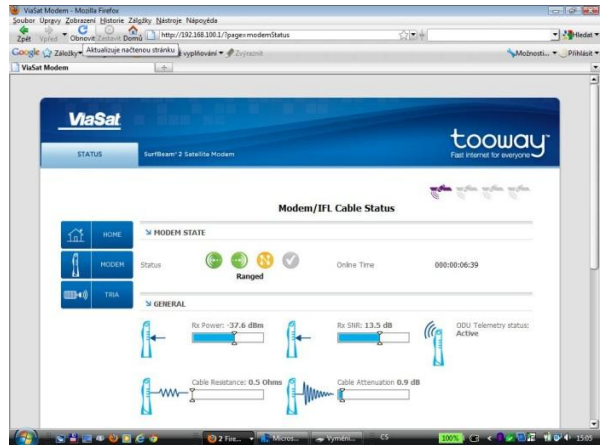 ViaSat Modem - Mozilla Firefox
Soubor Úpravy Zobrazení Historie Záložky Nástroje Nápověda
Zpět Vpřed Obnovit Zastavit Domů http://192.168.100.1/?page=modemStatus Hledat
Google Záložky Aktualizuje načtenou stránku vyplňování Zvýraznit Možnosti... Přihlásit
ViaSat Modem
ViaSat
tooway
STATUS SurfBeam® 2 Satellite Modem Fast internet for everyone
Modem/IFL Cable Status
HOME MODEM STATE
MODEM Status Ranged Online Time 000:00:06:39
TRIA GENERAL
Rx Power: -37.6 dBm Rx SNR: 13.5 dB ODU Telemetry status:
Active
Cable Resistance: 0.5 Ohms Cable Attenuation 0.9 dB
2 Fire... Micros... Vyměni... CS 100% 15:05